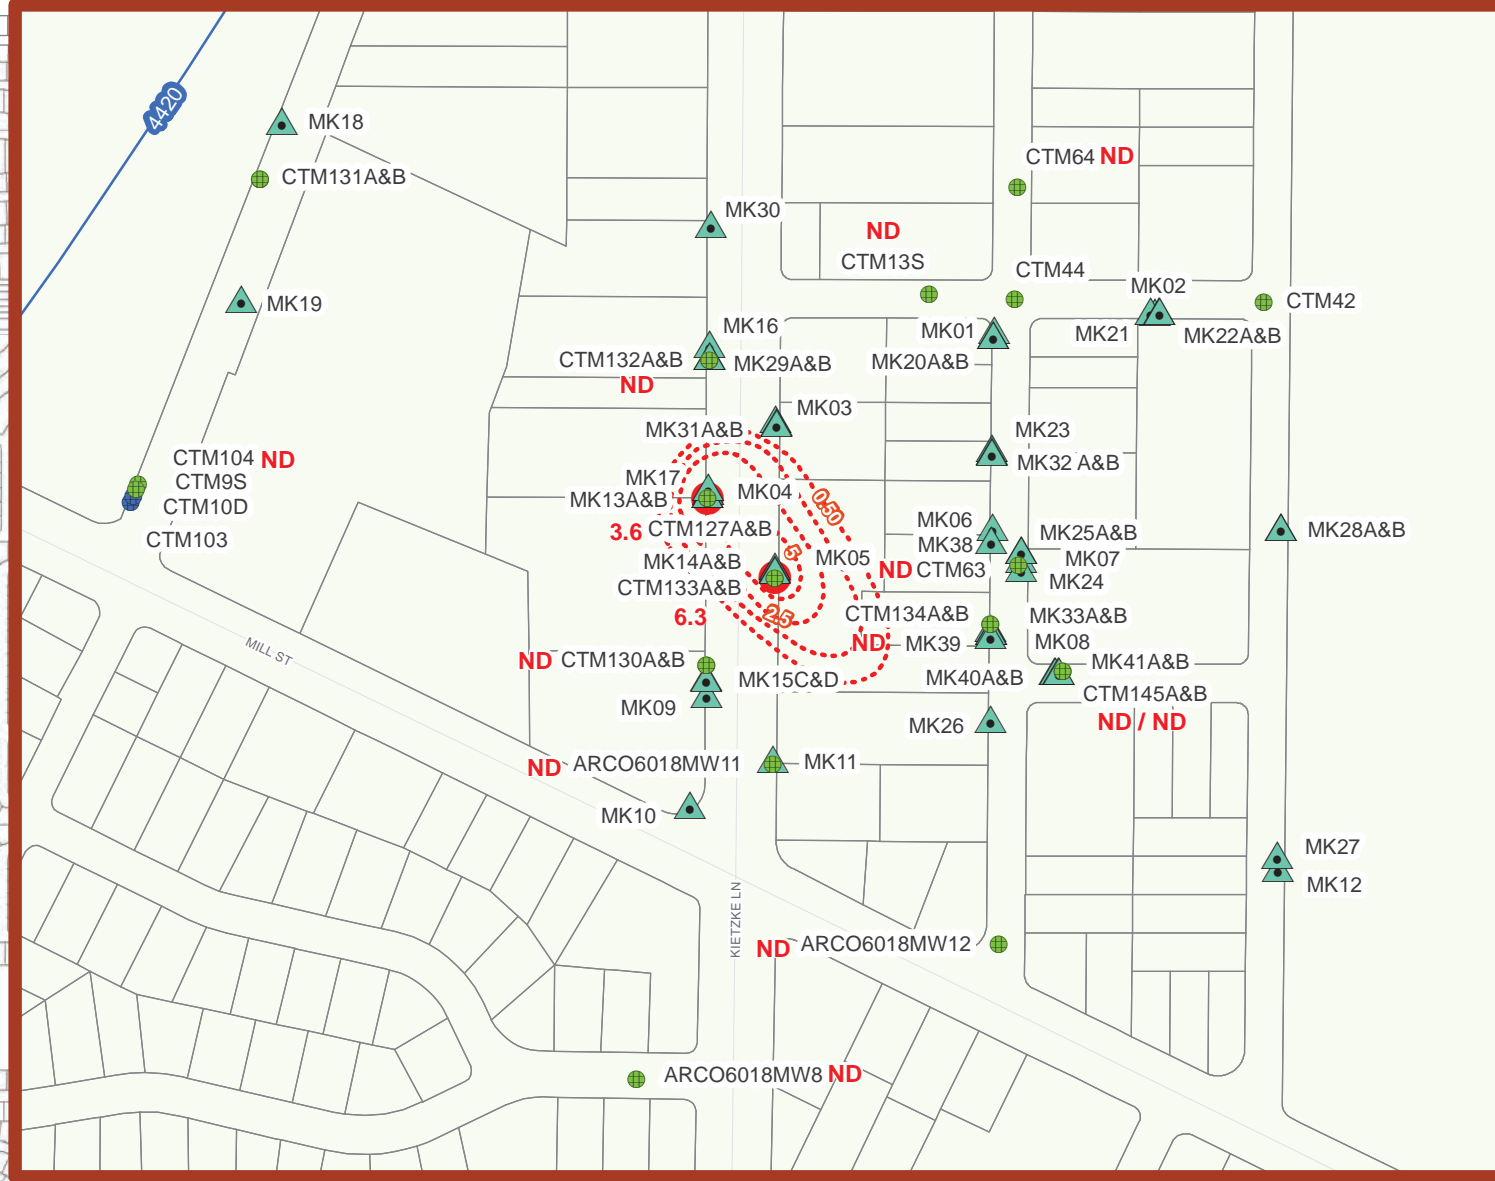 4420
MK18
CTM131A&B
CTM64 ND
MK30
ND
CTM13S
CTM44
MK02
CTM42
MK19
MK16
MK01
MK21
MK22A&B
CTM132A&B
MK29A&B
MK20A&B
ND
MK03
MK31A&B
MK23
MK32 A&B
CTM104 ND
CTM9S
CTM10D
CTM103
MK17
MK04
MK13A&B
0.50
3.6
CTM127A&B
MK06
MK38
MK25A&B
MK28A&B
5
MK14A&B
MK05
ND CTM63
MK07
MK24
CTM133A&B
6.3
2.5
CTM134A&B
MK33A&B
ND
MK39
MK08
MILL ST
ND CTM130A&B
MK15C&D
MK40A&B
MK41A&B
CTM145A&B
ND / ND
MK09
MK26
ND ARCO6018MW11
MK11
MK10
MK27
MK12
KIETZKE LN
ND ARCO6018MW12
ARCO6018MW8 ND